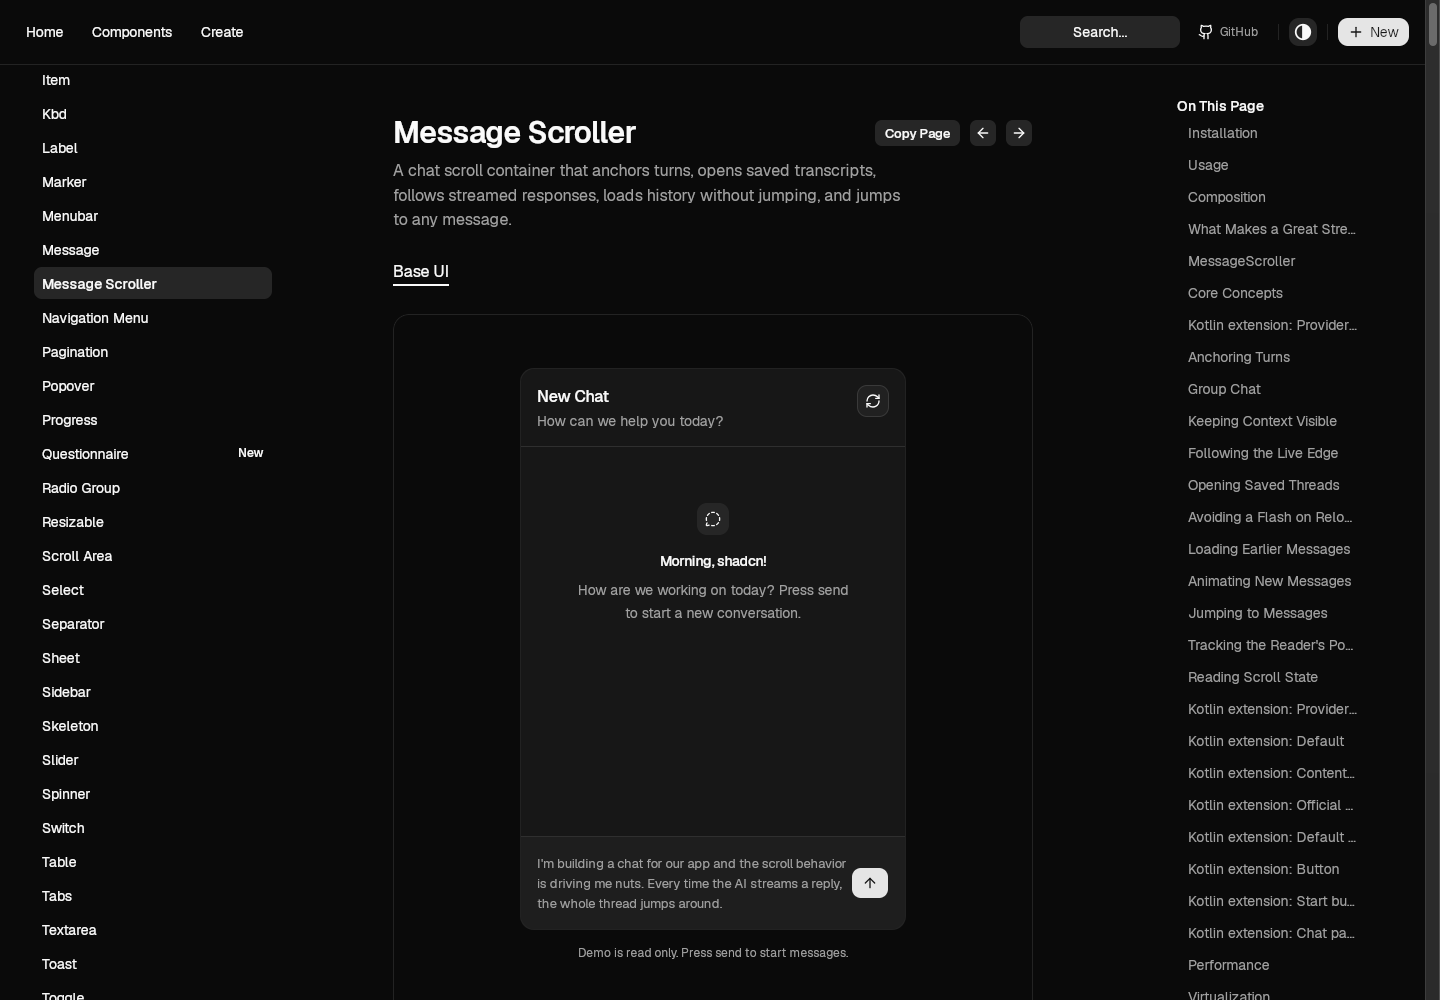 Home
Components
Create
Search...
GitHub
New
Item
Kbd
Label
Marker
Menubar
Message
Message Scroller
Navigation Menu
Pagination
Popover
Progress
Questionnaire
New
Radio Group
Resizable
Scroll Area
Select
Separator
Sheet
Sidebar
Skeleton
Slider
Spinner
Switch
Table
Tabs
Textarea
Toast
Toggle
Message Scroller
Copy Page
A chat scroll container that anchors turns, opens saved transcripts,
follows streamed responses, loads history without jumping, and jumps
to any message.
Base UI
New Chat
How can we help you today?
Morning, shadcn!
How are we working on today? Press send
to start a new conversation.
I'm building a chat for our app and the scroll behavior
is driving me nuts. Every time the AI streams a reply,
the whole thread jumps around.
Demo is read only. Press send to start messages.
On This Page
Installation
Usage
Composition
What Makes a Great Stre...
MessageScroller
Core Concepts
Kotlin extension: Provider...
Anchoring Turns
Group Chat
Keeping Context Visible
Following the Live Edge
Opening Saved Threads
Avoiding a Flash on Relo...
Loading Earlier Messages
Animating New Messages
Jumping to Messages
Tracking the Reader's Po...
Reading Scroll State
Kotlin extension: Provider...
Kotlin extension: Default
Kotlin extension: Content...
Kotlin extension: Official ...
Kotlin extension: Default ...
Kotlin extension: Button
Kotlin extension: Start bu...
Kotlin extension: Chat pa...
Performance
Virtualization